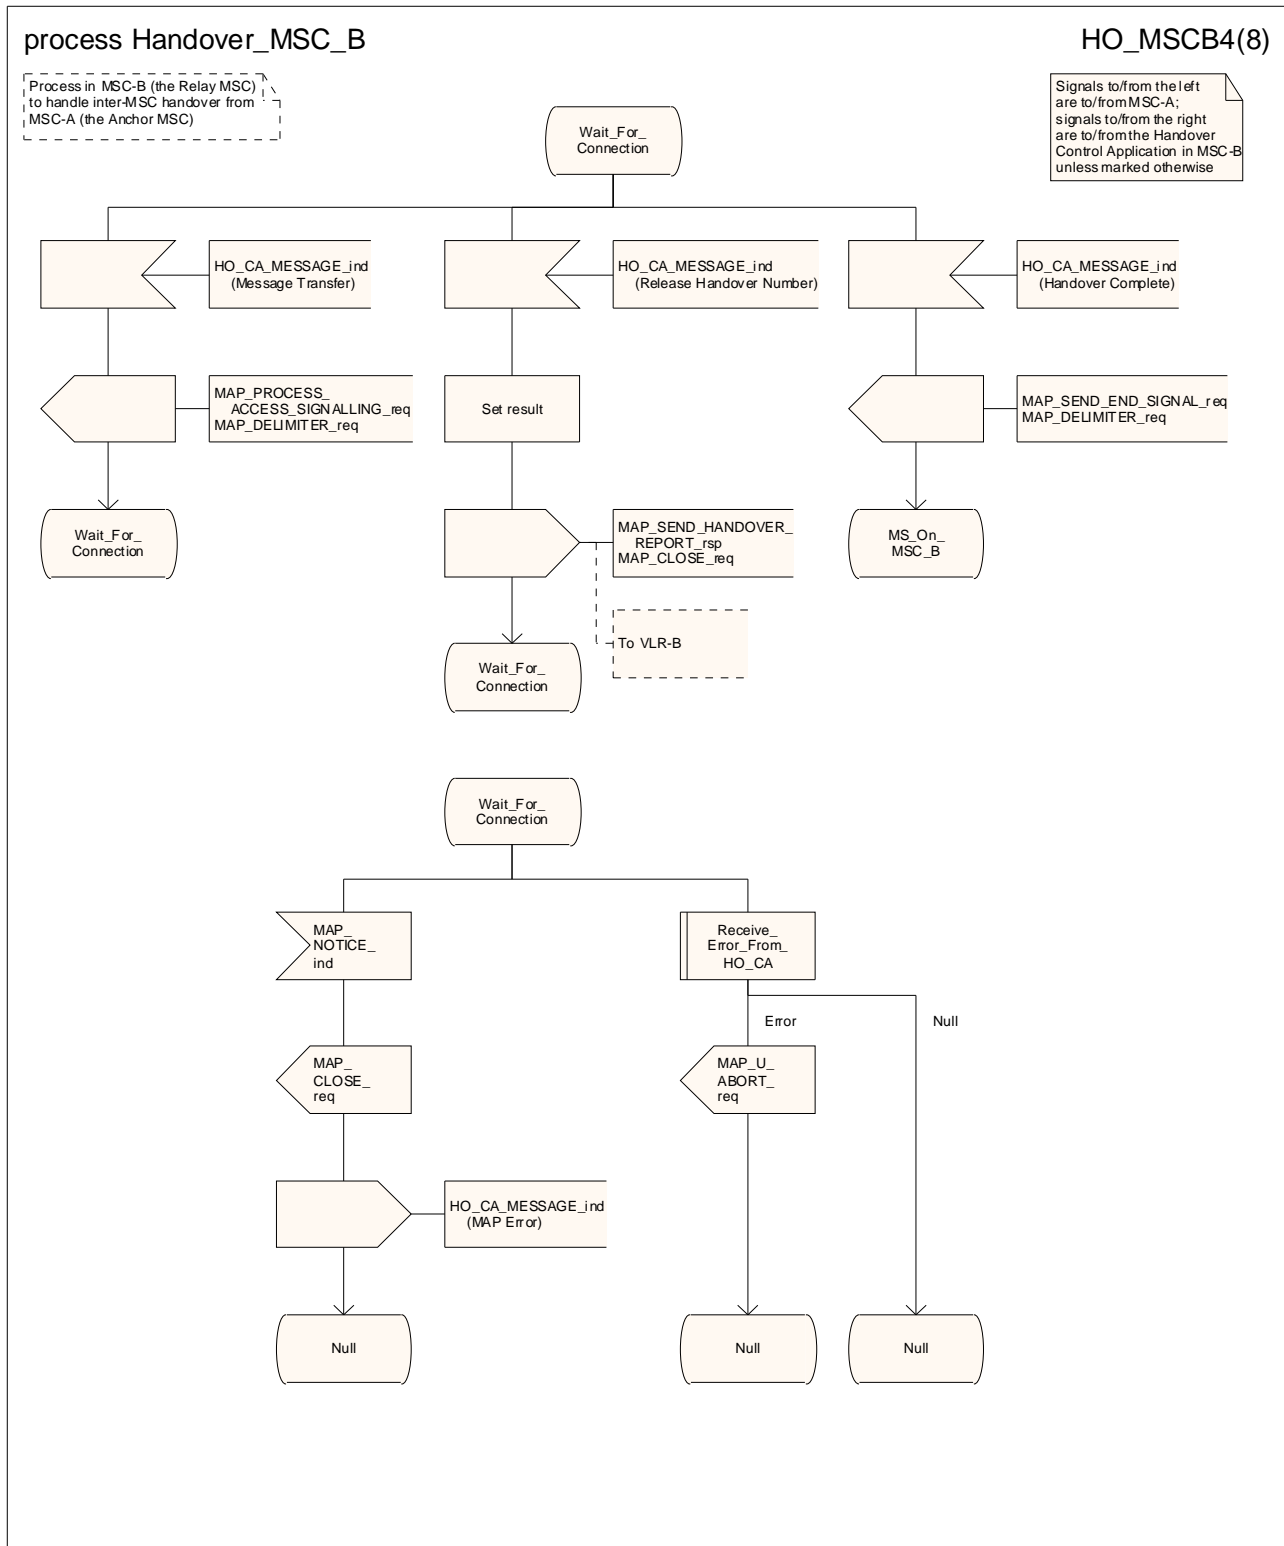 process Handover_MSC_B
HO_MSCB4(8)
Process in MSC-B (the Relay MSC)
to handle inter-MSC handover from
MSC-A (the Anchor MSC)
Signals to/from the left
are to/from MSC-A;
signals to/from the right
are to/from the Handover
Control Application in MSC-B
unless marked otherwise
Wait_For_
Connection
HO_CA_MESSAGE_ind
(Message Transfer)
HO_CA_MESSAGE_ind
(Release Handover Number)
HO_CA_MESSAGE_ind
(Handover Complete)
MAP_PROCESS_
ACCESS_SIGNALLING_req
MAP_DELIMITER_req
Set result
MAP_SEND_END_SIGNAL_req
MAP_DELIMITER_req
Wait_For_
Connection
MAP_SEND_HANDOVER_
REPORT_rsp
MAP_CLOSE_req
MS_On_
MSC_B
To VLR-B
Wait_For_
Connection
Wait_For_
Connection
MAP_
NOTICE_
ind
Receive_
Error_From_
HO_CA
Error
Null
MAP_
CLOSE_
req
MAP_U_
ABORT_
req
HO_CA_MESSAGE_ind
(MAP Error)
Null
Null
Null